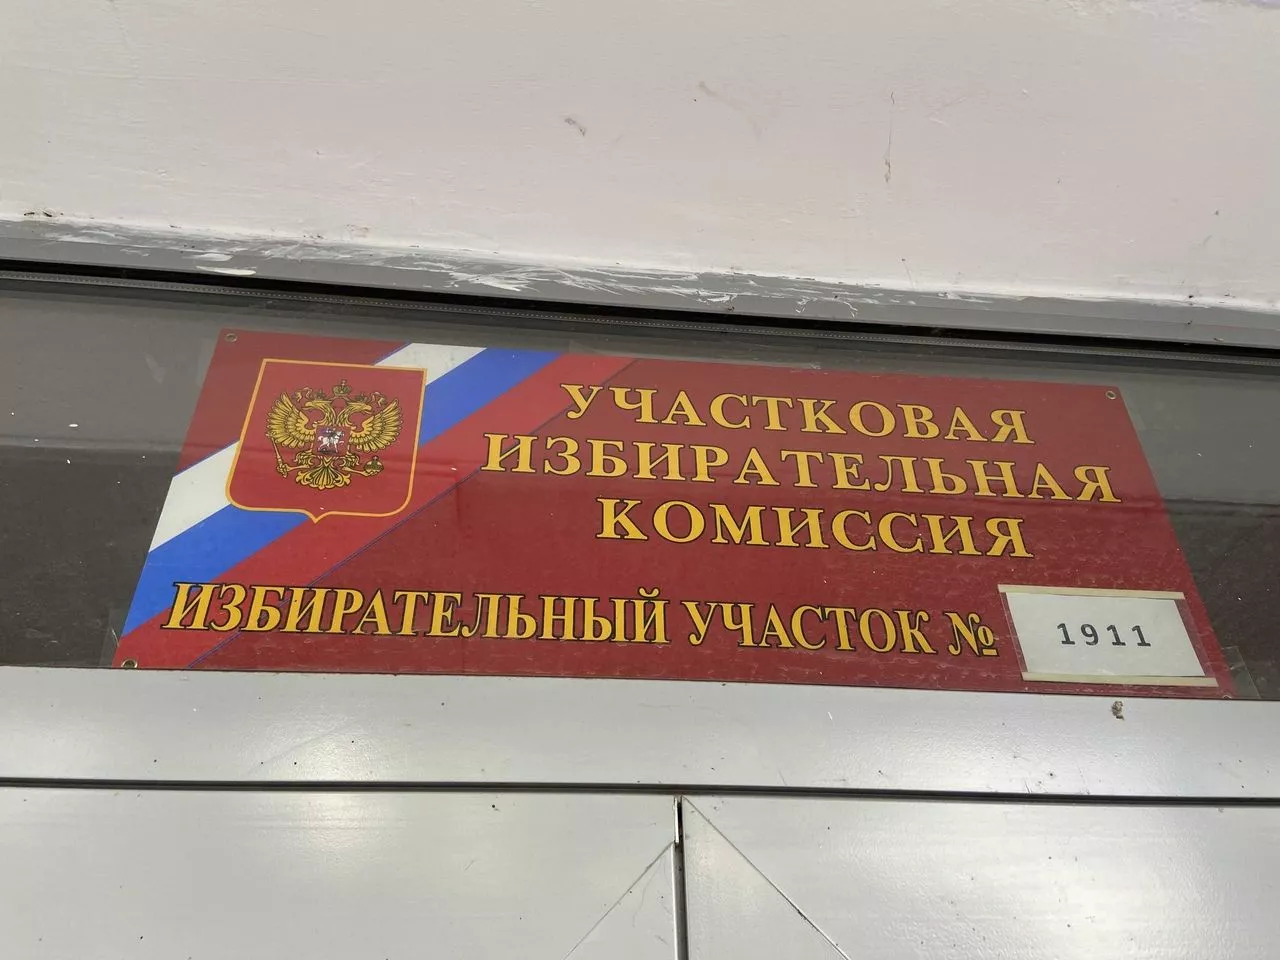 УЧАСТКОВАЯ
ИЗБИРАТЕЛЬНАЯ
КОМИССИЯ
ИЗБИРАТЕЛЬНЫЙ УЧАСТОК № 1911